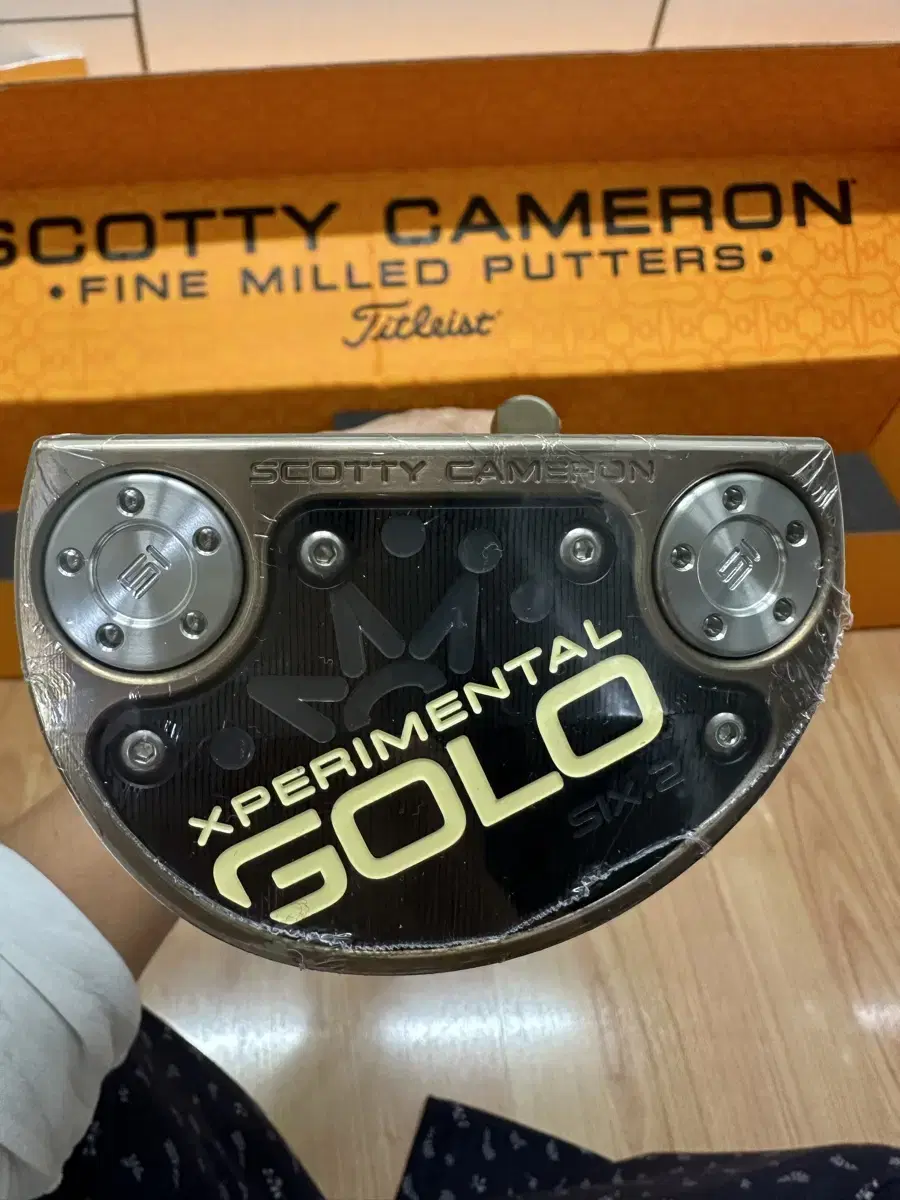 SCOTTY CAMERON
• FINE MILLED PUTTERS •
Titleist
SCOTTY CAMERON
XPERIMENTAL
GOLO
SIX.2